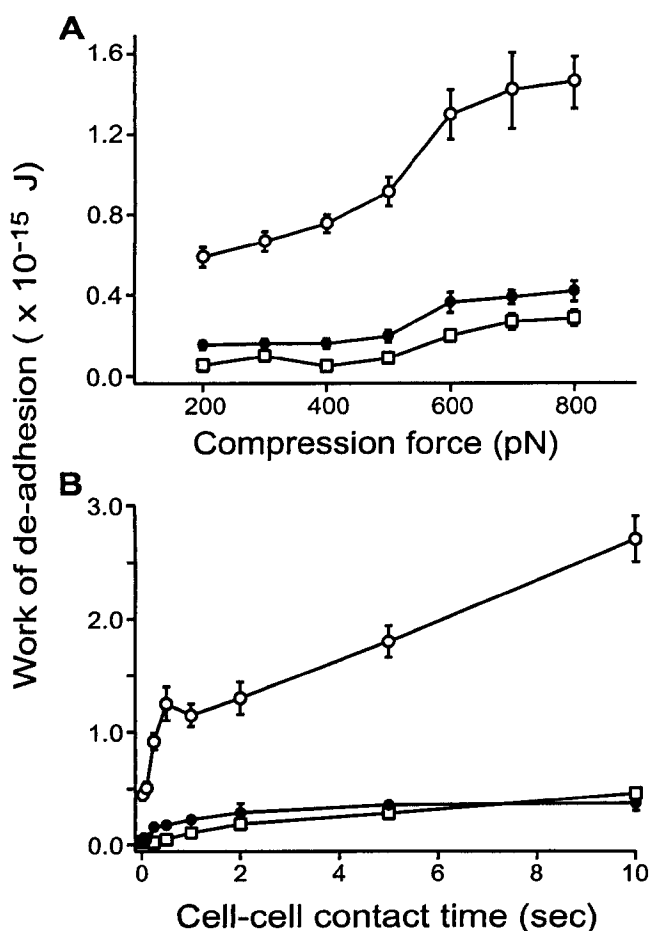 A
1.6
1.2
0.8
0.4
0.0
200 400 600 800
Compression force (pN)
Work of de-adhesion ( x 10⁻¹⁵ J)
B
3.0
2.0
1.0
0.0
0 2 4 6 8 10
Cell-cell contact time (sec)